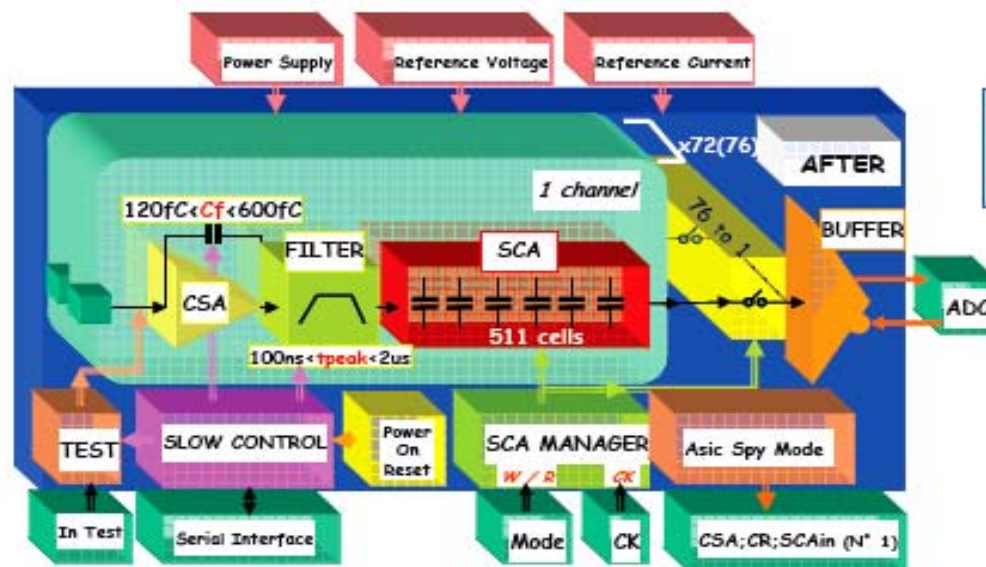 Power Supply
Reference Voltage
Reference Current
x72(76)
AFTER
1 channel
120fC<Cf<600fC
76 to 1
FILTER
SCA
BUFFER
CSA
ADC
511 cells
100ns<tpeak<2us
TEST
SLOW CONTROL
Power
On
Reset
SCA MANAGER
W / R
CK
Asic Spy Mode
In Test
Serial Interface
Mode
CK
CSA;CR;SCAin (N° 1)